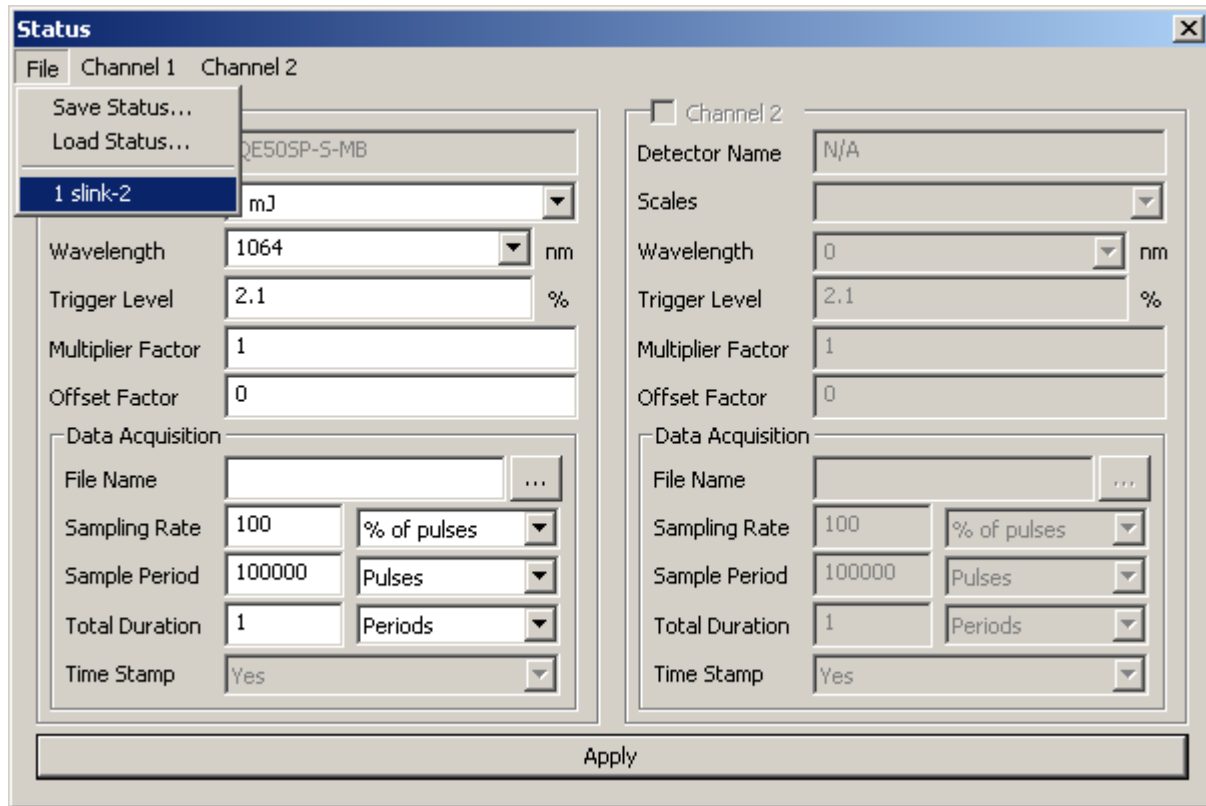 Status
File Channel 1 Channel 2
Save Status...
Load Status...
1 slink-2
QE50SP-S-MB
mJ
Wavelength 1064 nm
Trigger Level 2.1 %
Multiplier Factor 1
Offset Factor 0
Data Acquisition
File Name ...
Sampling Rate 100 % of pulses
Sample Period 100000 Pulses
Total Duration 1 Periods
Time Stamp Yes
Channel 2
Detector Name N/A
Scales
Wavelength 0 nm
Trigger Level 2.1 %
Multiplier Factor 1
Offset Factor 0
Data Acquisition
File Name ...
Sampling Rate 100 % of pulses
Sample Period 100000 Pulses
Total Duration 1 Periods
Time Stamp Yes
Apply